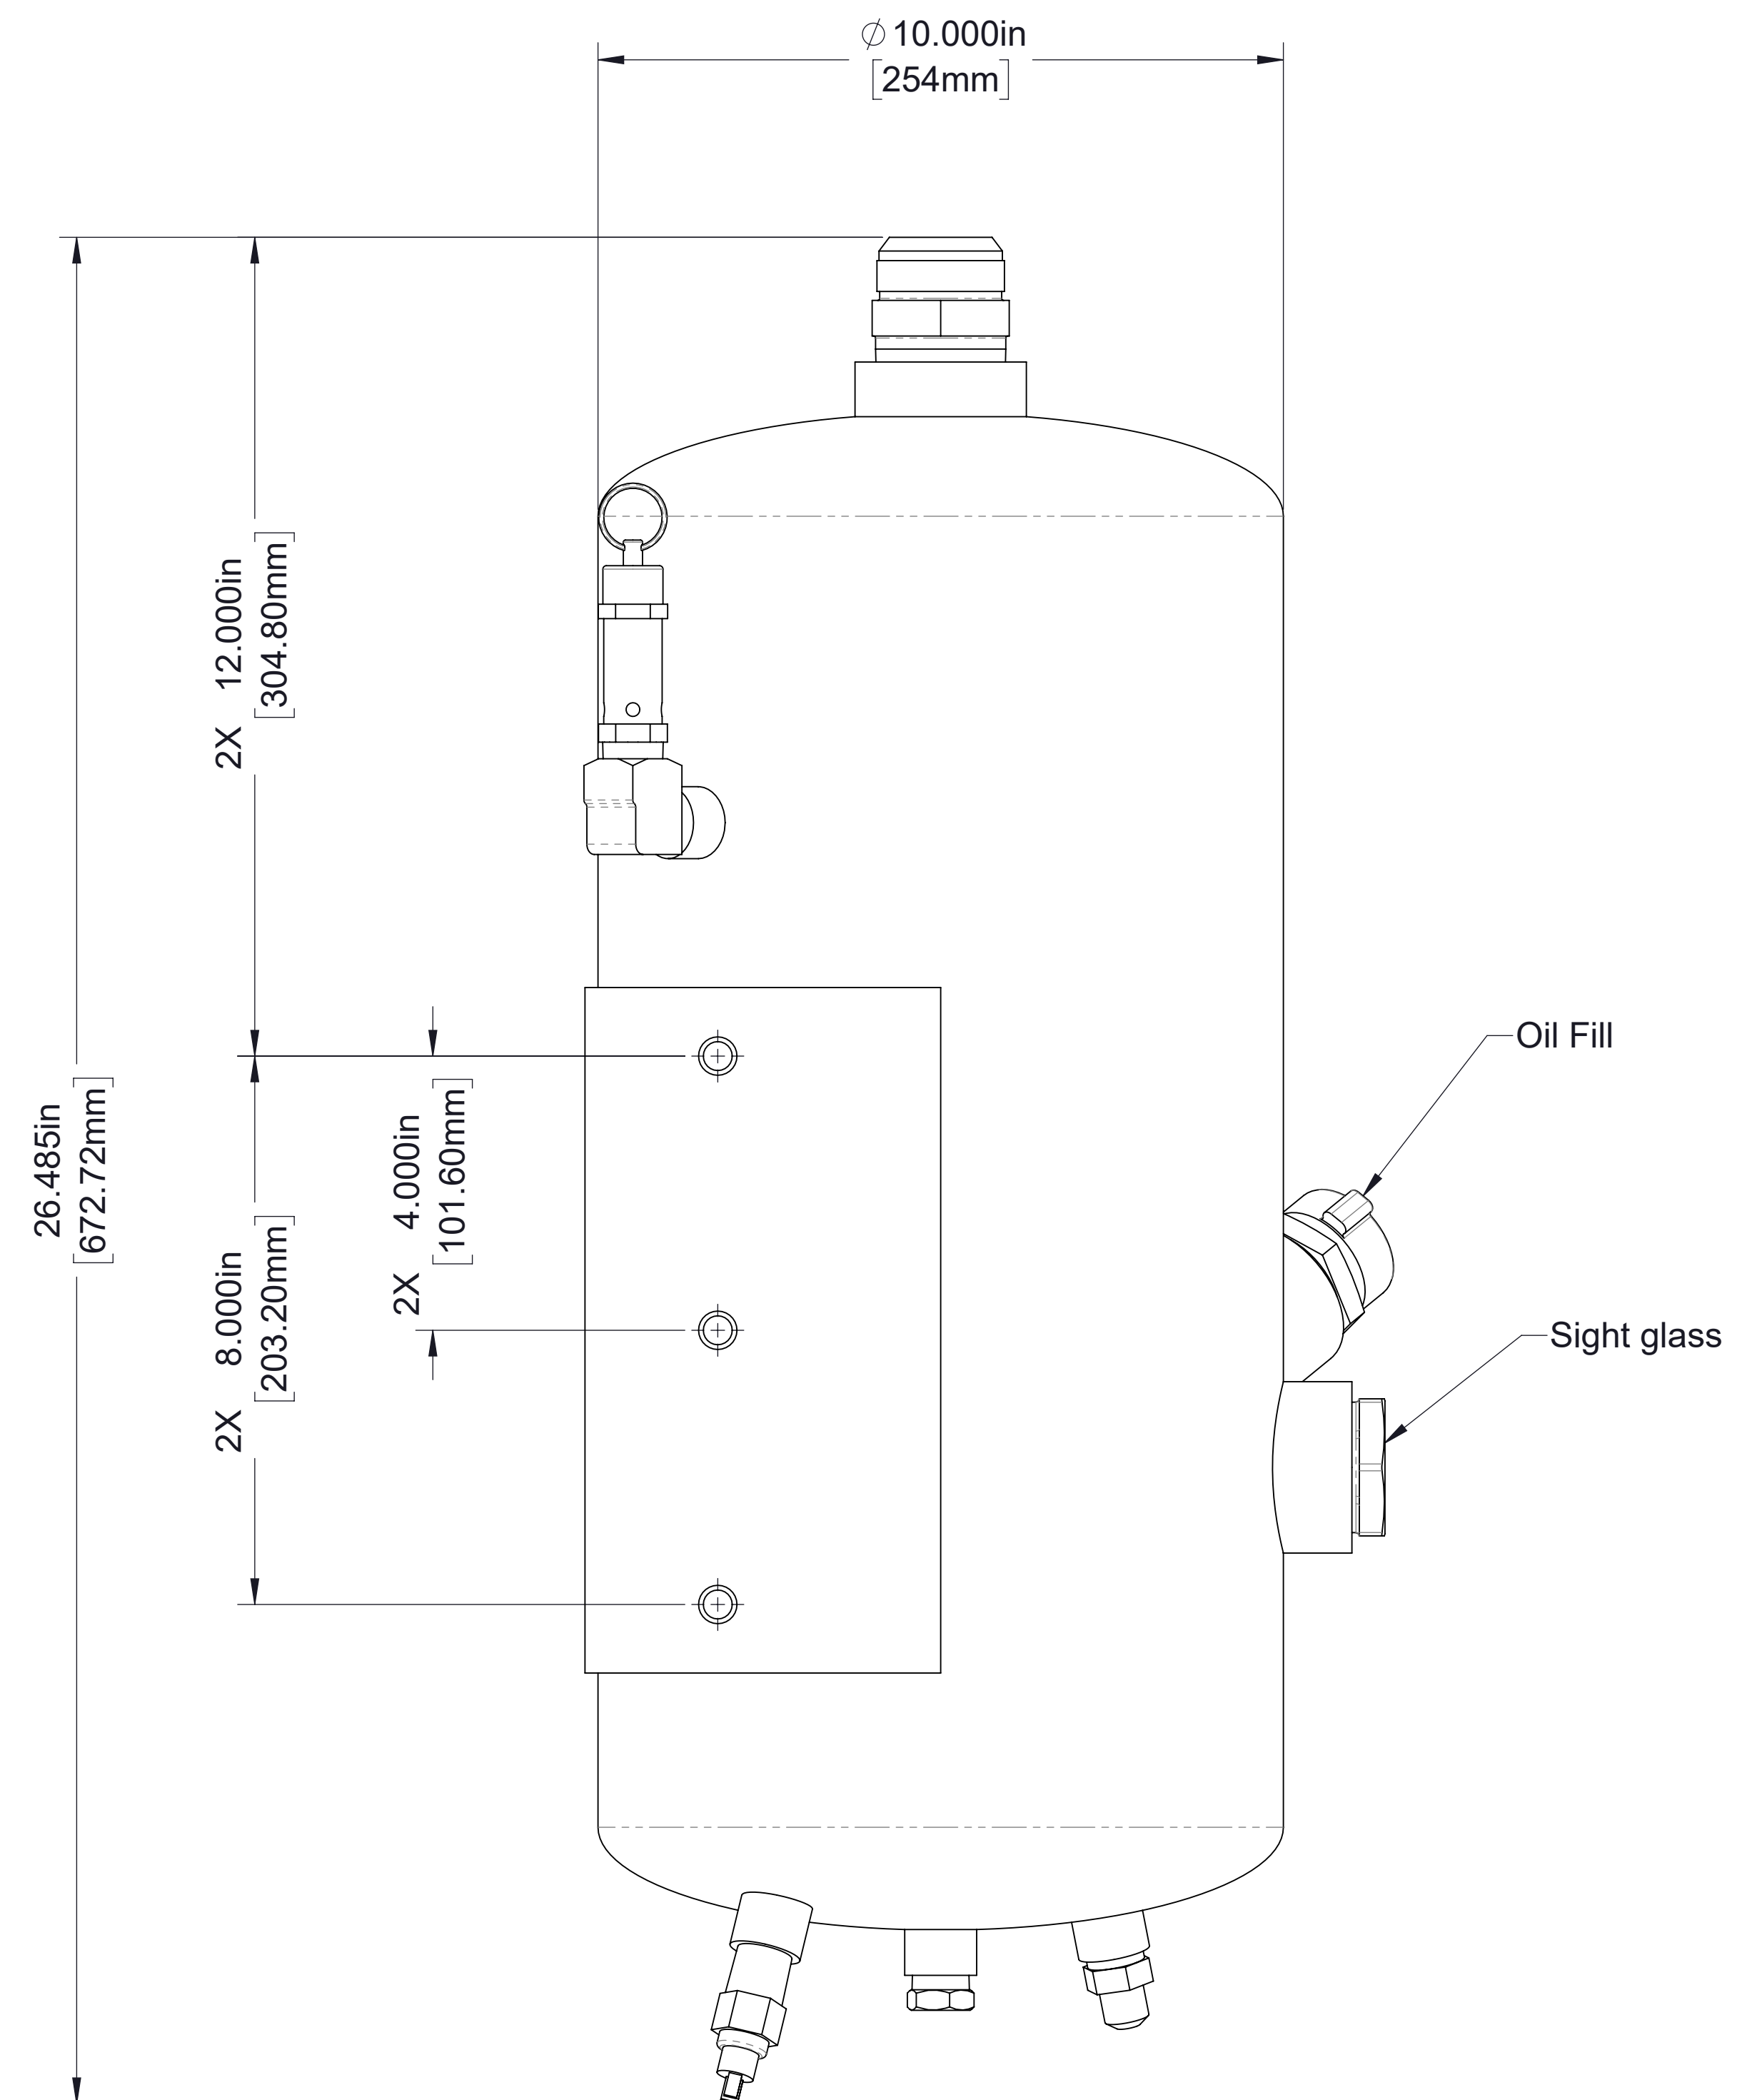 ⌀ 10.000in
[254mm]
2X 12.000in
[304.80mm]
Oil Fill
26.485in
[672.72mm]
2X 4.000in
[101.60mm]
2X 8.000in
[203.20mm]
Sight glass